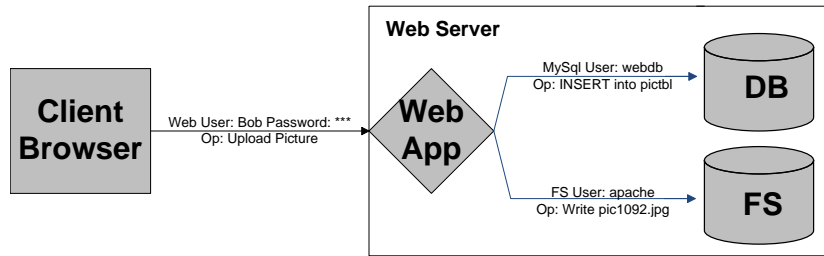 Web Server
Client
Browser
Web User: Bob Password: ***
Op: Upload Picture
Web
App
MySql User: webdb
Op: INSERT into pictbl
DB
FS User: apache
Op: Write pic1092.jpg
FS